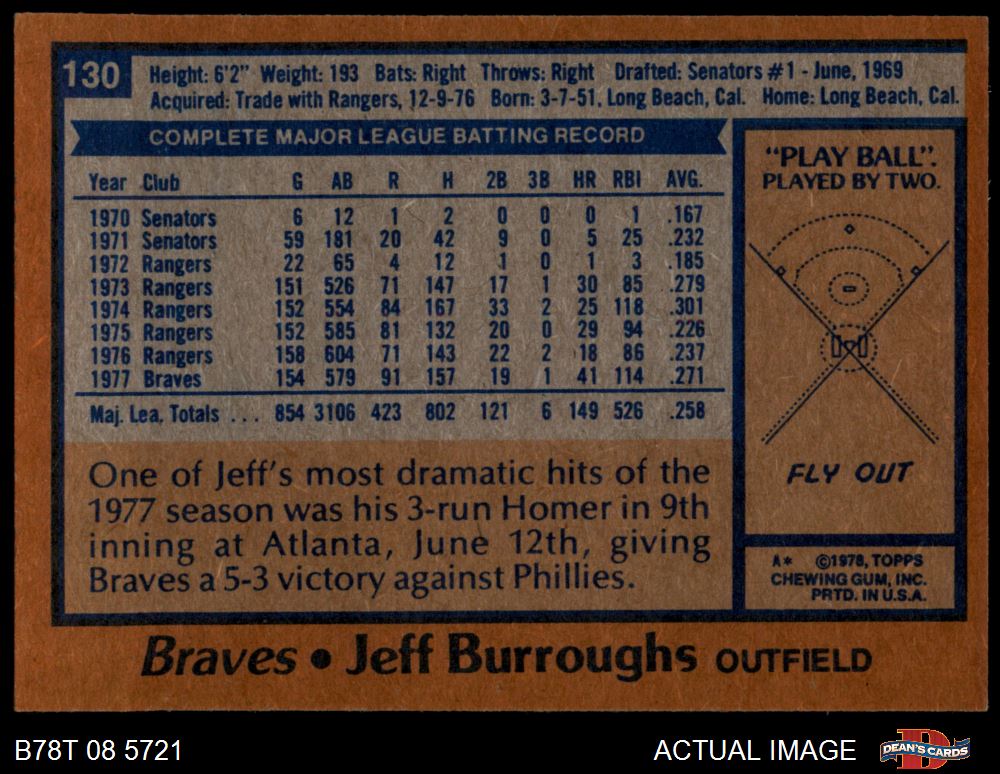 130
Height: 6'2" Weight: 193 Bats: Right Throws: Right Drafted: Senators #1 - June, 1969
Acquired: Trade with Rangers, 12-9-76 Born: 3-7-51, Long Beach, Cal. Home: Long Beach, Cal.
COMPLETE MAJOR LEAGUE BATTING RECORD
Year Club G AB R H 2B 3B HR RBI AVG.
1970 Senators 6 12 1 2 0 0 0 1 .167
1971 Senators 59 181 20 42 9 0 5 25 .232
1972 Rangers 22 65 4 12 1 0 1 3 .185
1973 Rangers 151 526 71 147 17 1 30 85 .279
1974 Rangers 152 554 84 167 33 2 25 118 .301
1975 Rangers 152 585 81 132 20 0 29 94 .226
1976 Rangers 158 604 71 143 22 2 18 86 .237
1977 Braves 154 579 91 157 19 1 41 114 .271
Maj. Lea. Totals ... 854 3106 423 802 121 6 149 526 .258
One of Jeff's most dramatic hits of the
1977 season was his 3-run Homer in 9th
inning at Atlanta, June 12th, giving
Braves a 5-3 victory against Phillies.
"PLAY BALL".
PLAYED BY TWO.
FLY OUT
A* ©1978, TOPPS
CHEWING GUM, INC.
PRTD. IN U.S.A.
Braves • Jeff Burroughs OUTFIELD
B78T 08 5721
ACTUAL IMAGE
D
DEAN'S CARDS